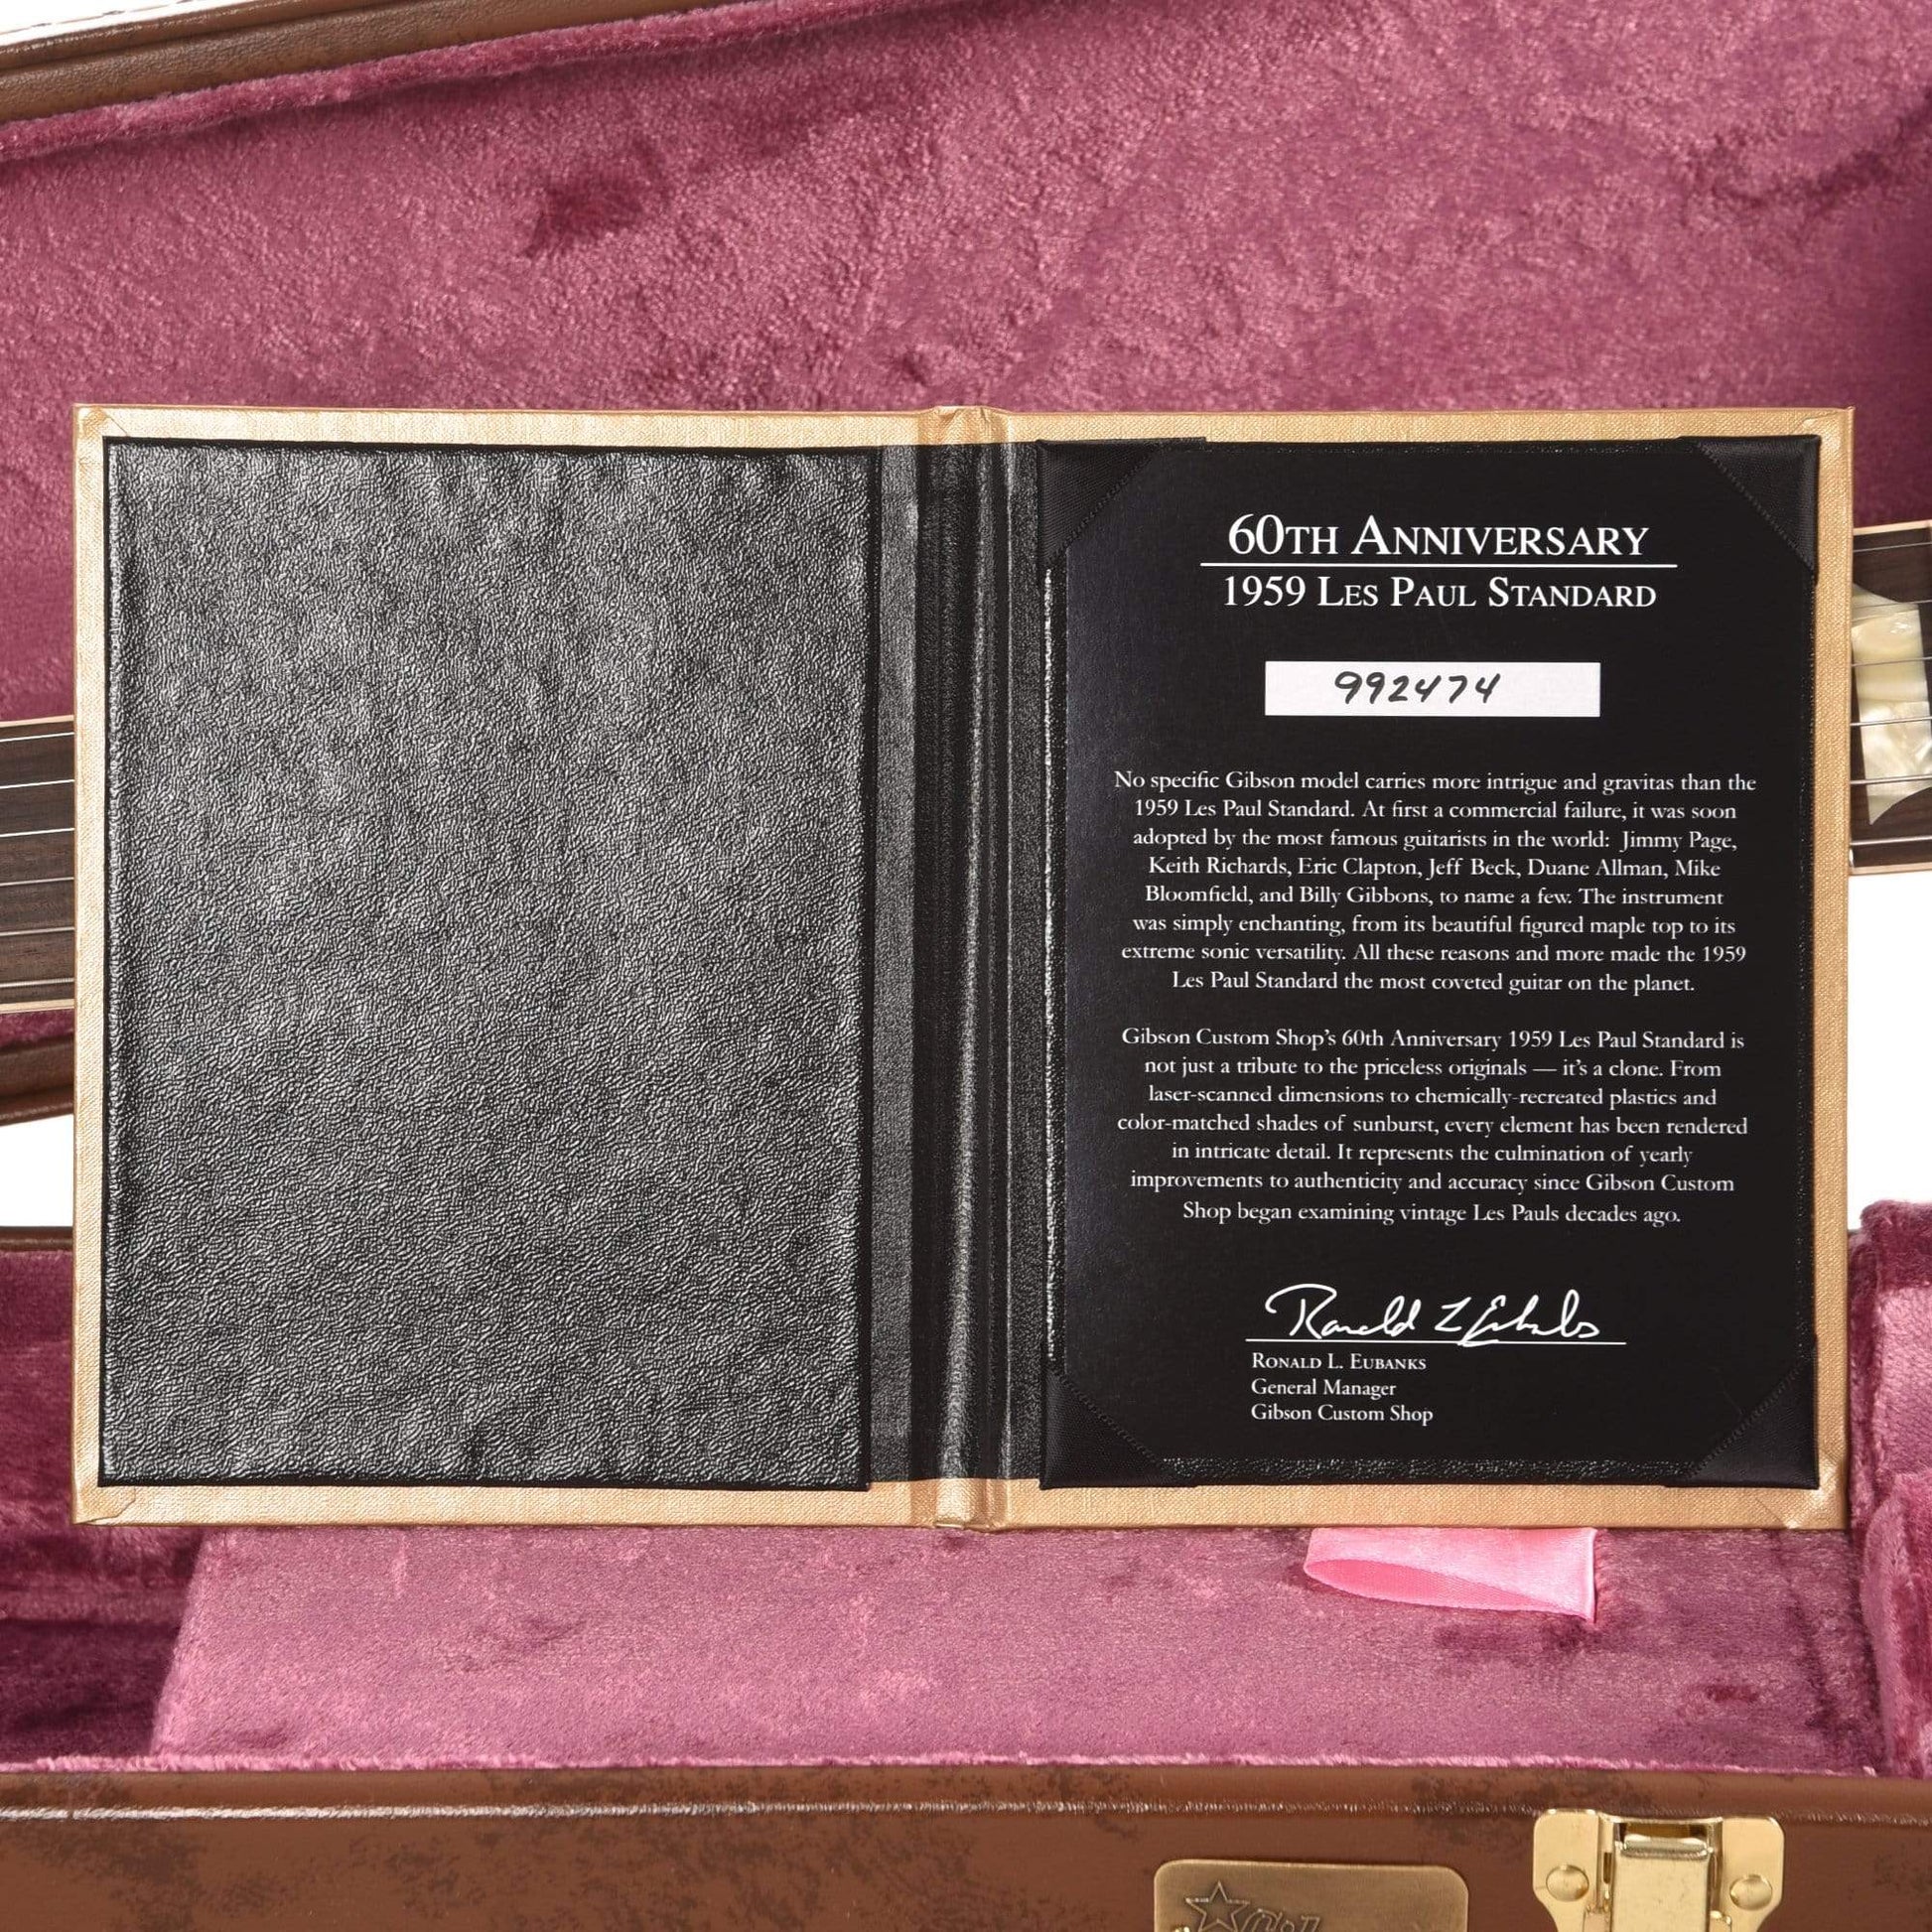 60TH ANNIVERSARY
1959 LES PAUL STANDARD
992474
No specific Gibson model carries more intrigue and gravitas than the
1959 Les Paul Standard. At first a commercial failure, it was soon
adopted by the most famous guitarists in the world: Jimmy Page,
Keith Richards, Eric Clapton, Jeff Beck, Duane Allman, Mike
Bloomfield, and Billy Gibbons, to name a few. The instrument
was simply enchanting, from its beautiful figured maple top to its
extreme sonic versatility. All these reasons and more made the 1959
Les Paul Standard the most coveted guitar on the planet.
Gibson Custom Shop's 60th Anniversary 1959 Les Paul Standard is
not just a tribute to the priceless originals — it's a clone. From
laser-scanned dimensions to chemically-recreated plastics and
color-matched shades of sunburst, every element has been rendered
in intricate detail. It represents the culmination of yearly
improvements to authenticity and accuracy since Gibson Custom
Shop began examining vintage Les Pauls decades ago.
Ronald L Eubanks
RONALD L. EUBANKS
General Manager
Gibson Custom Shop